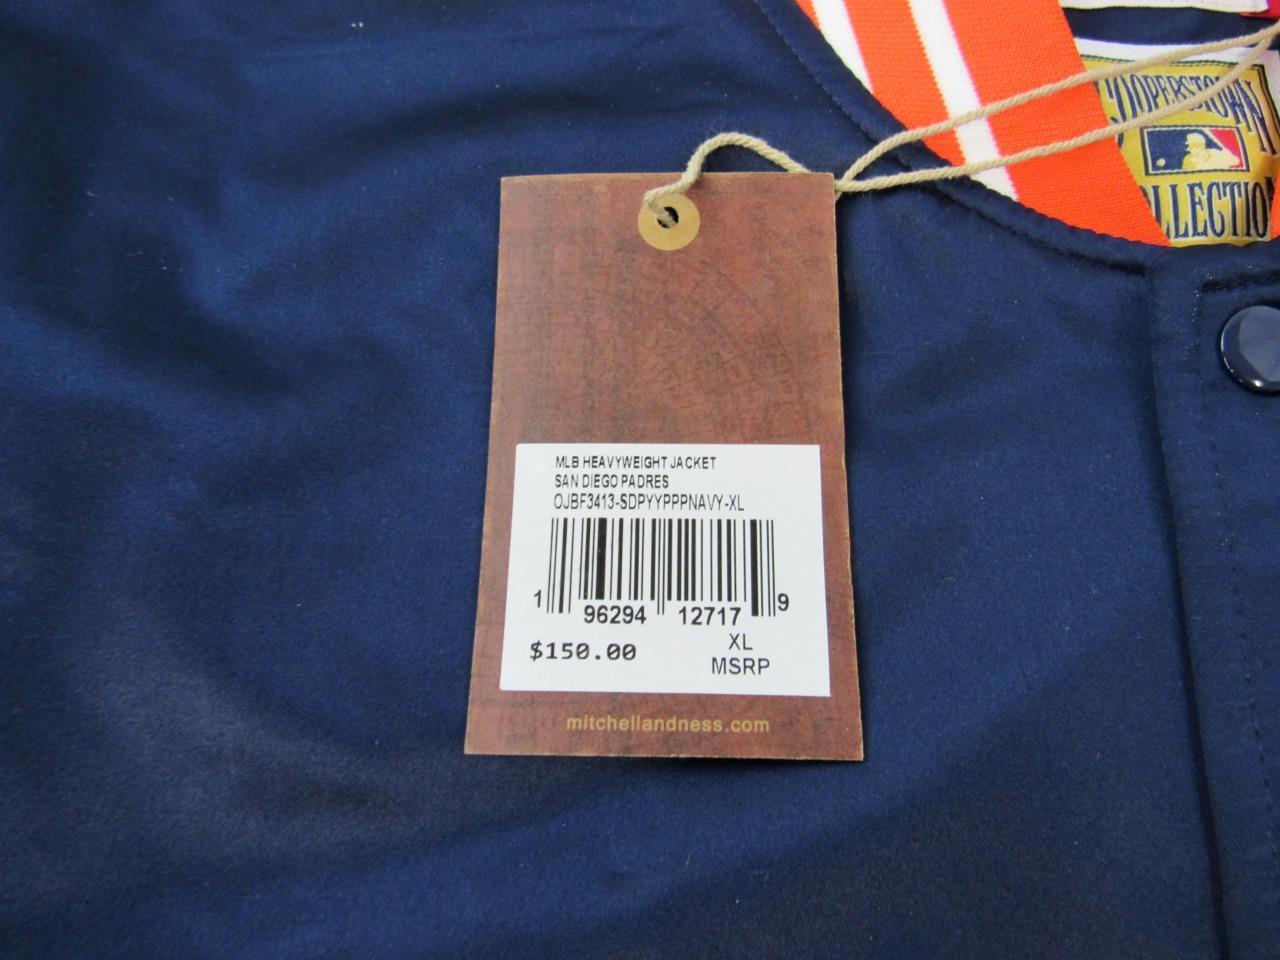 COOPERSTOWN
COLLECTION
MLB HEAVYWEIGHT JACKET
SAN DIEGO PADRES
OJBF3413-SDPYYPPPNAVY-XL
1 96294 12717 9
$150.00 XL
MSRP
mitchellandness.com